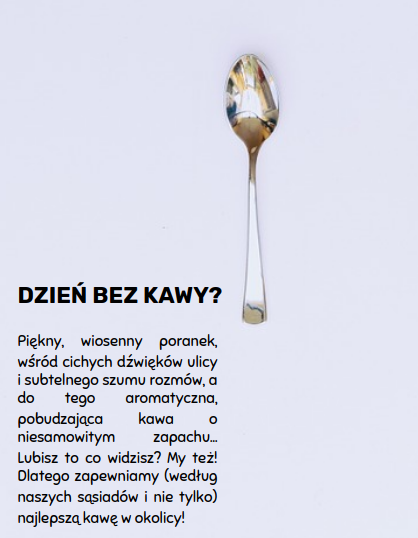 DZIEŃ BEZ KAWY?
Piękny, wiosenny poranek,
wśród cichych dźwięków ulicy
i subtelnego szumu rozmów, a
do tego aromatyczna,
pobudzająca kawa o
niesamowitym zapachu...
Lubisz to co widzisz? My też!
Dlatego zapewniamy (według
naszych sąsiadów i nie tylko)
najlepszą kawę w okolicy!